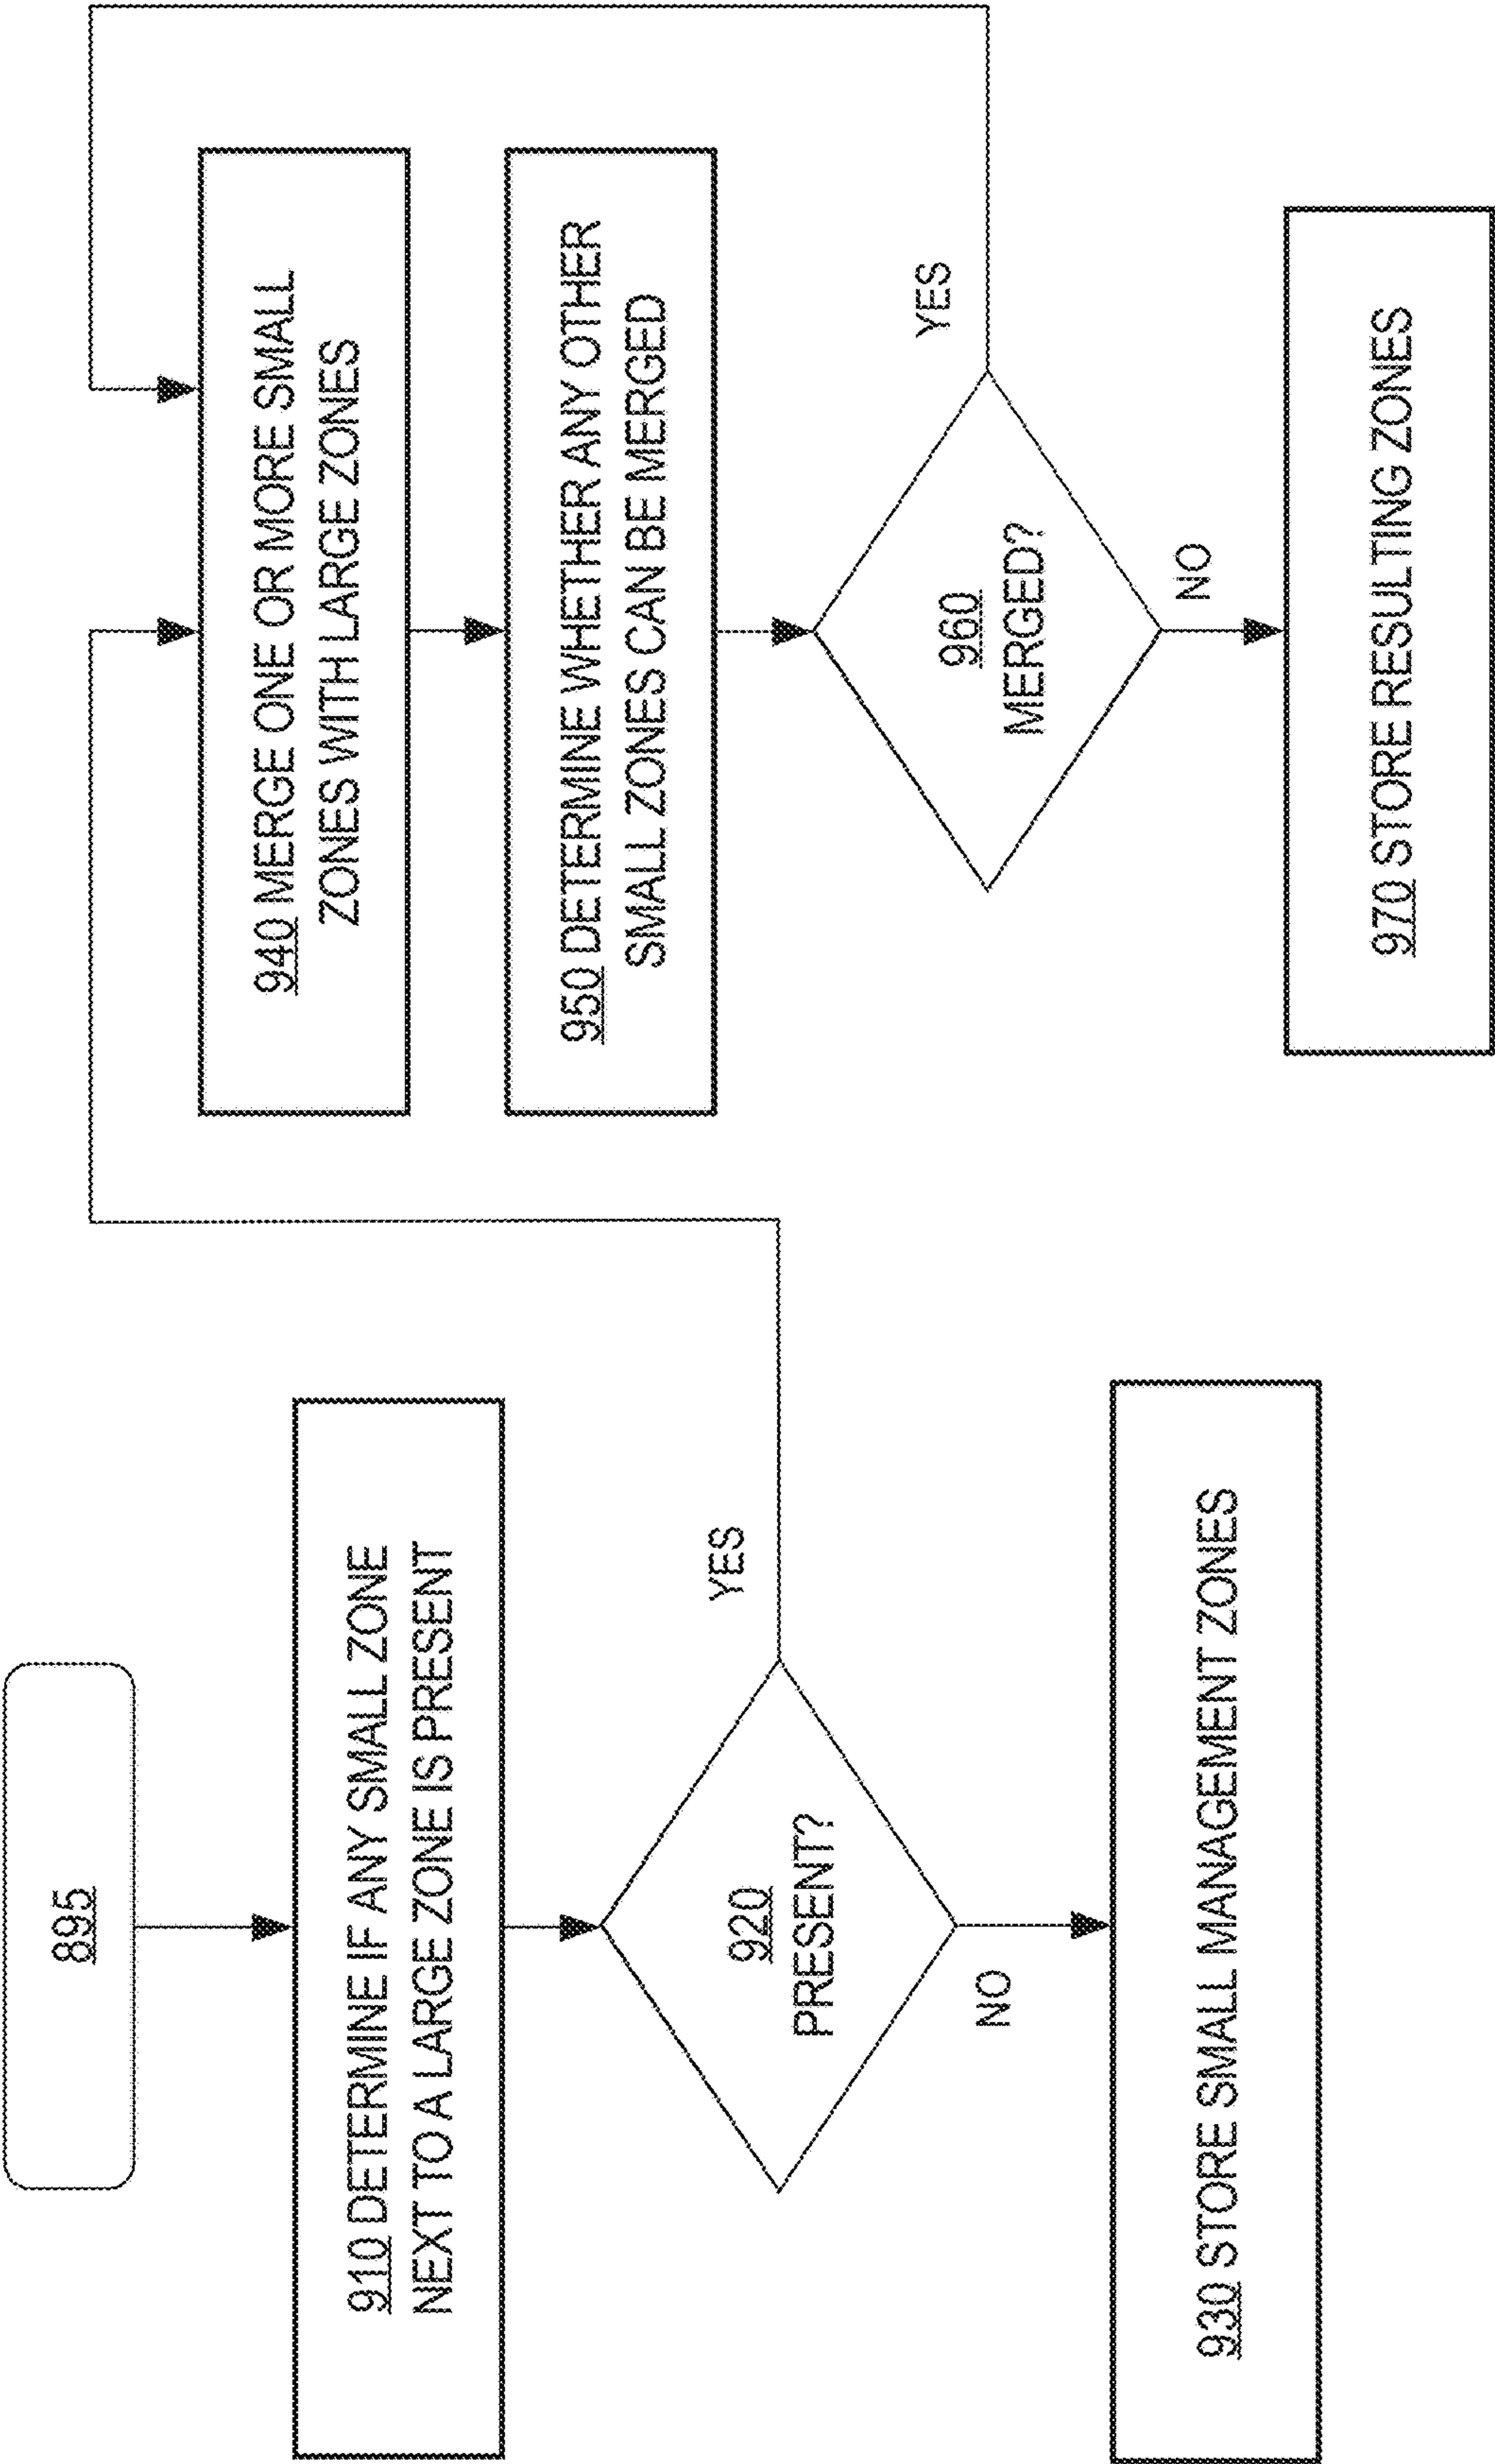 895
910 DETERMINE IF ANY SMALL ZONE
NEXT TO A LARGE ZONE IS PRESENT
920
PRESENT?
YES
NO
930 STORE SMALL MANAGEMENT ZONES
940 MERGE ONE OR MORE SMALL
ZONES WITH LARGE ZONES
950 DETERMINE WHETHER ANY OTHER
SMALL ZONES CAN BE MERGED
960
MERGED?
YES
NO
970 STORE RESULTING ZONES